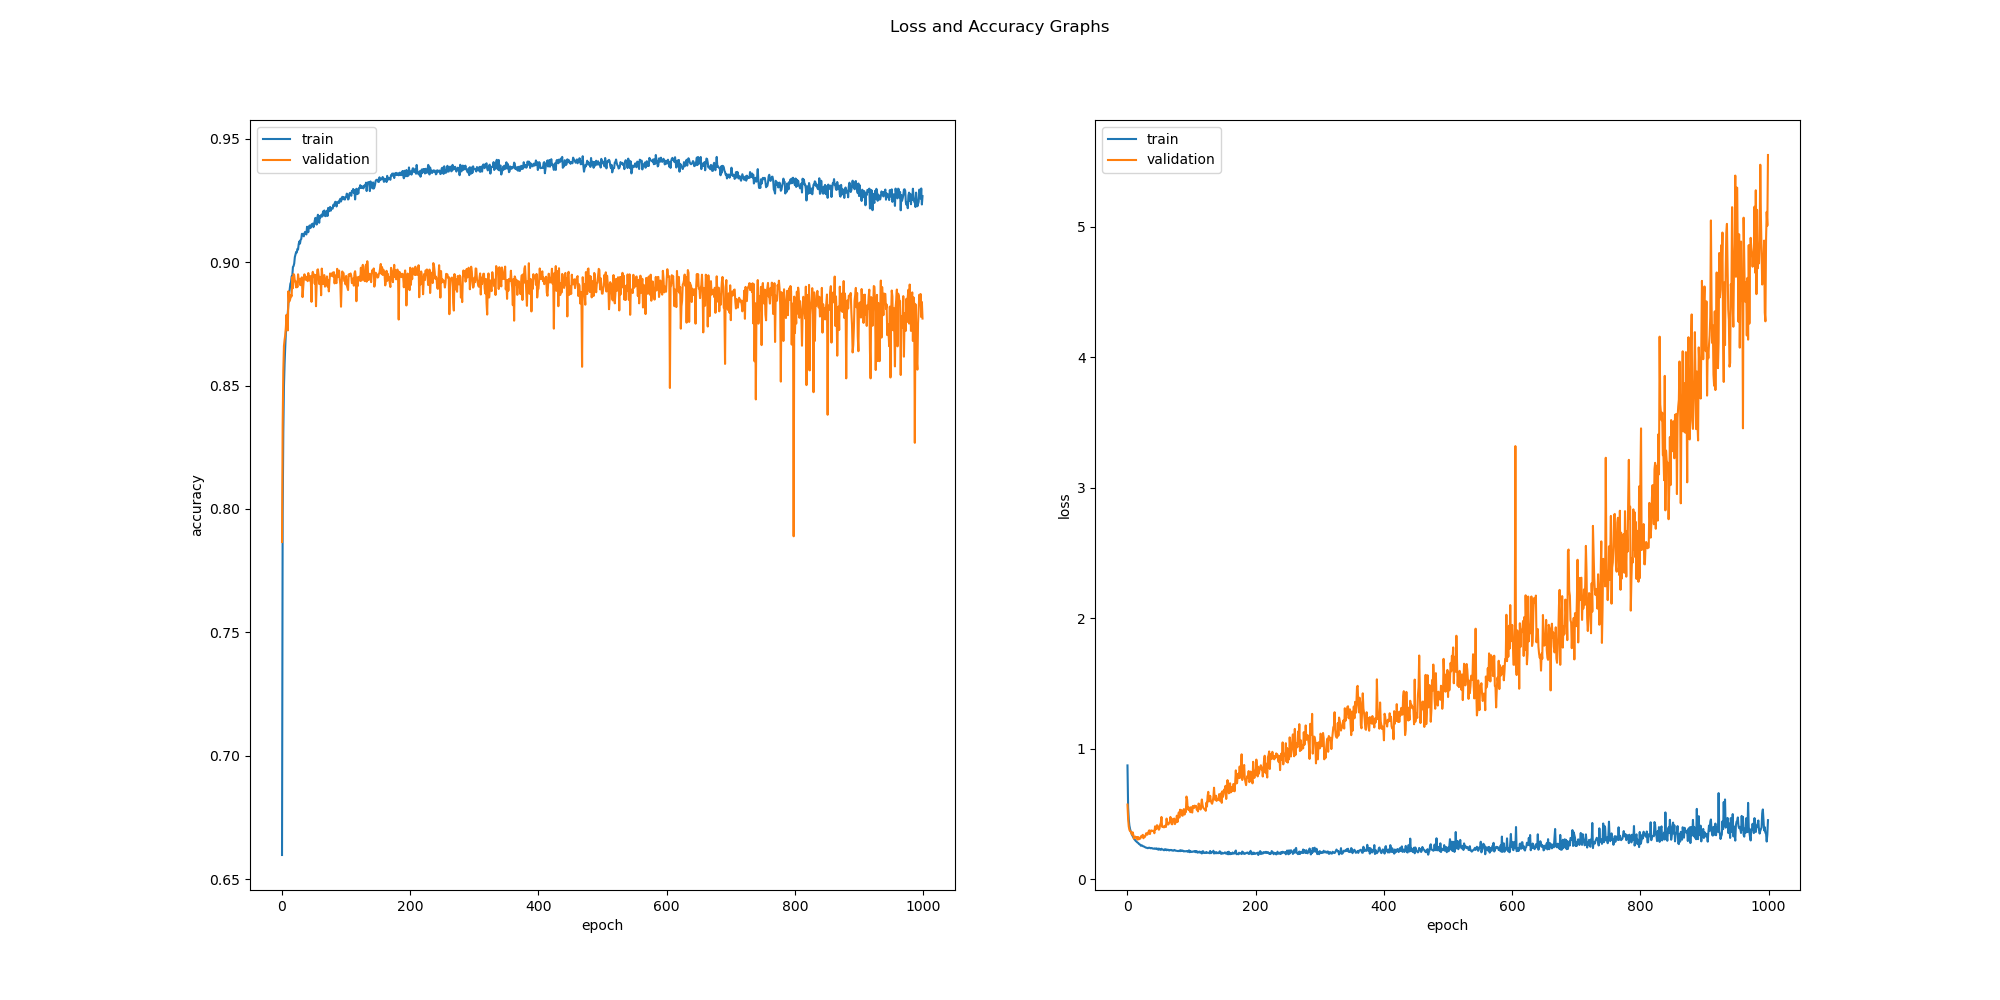 Loss and Accuracy Graphs
train
validation
0.95
0.90
0.85
0.80
0.75
0.70
0.65
accuracy
0 200 400 600 800 1000
epoch
train
validation
5
4
3
2
1
0
loss
0 200 400 600 800 1000
epoch